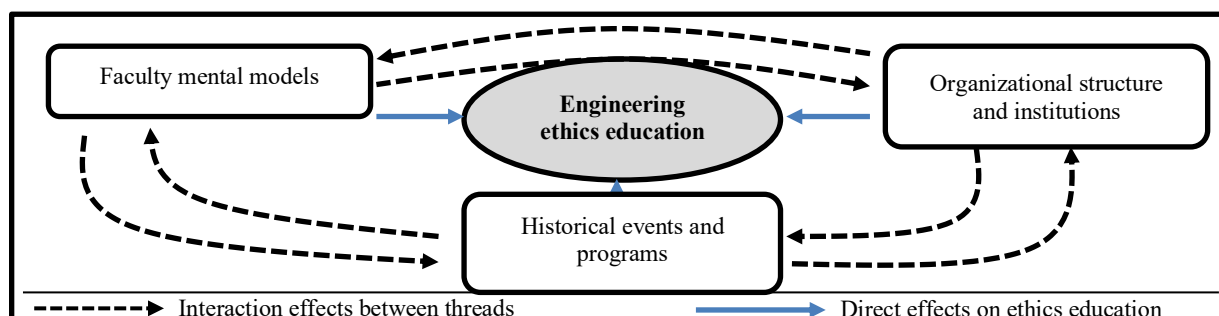 Faculty mental models
Engineering
ethics education
Organizational structure
and institutions
Historical events and
programs
Interaction effects between threads
Direct effects on ethics education